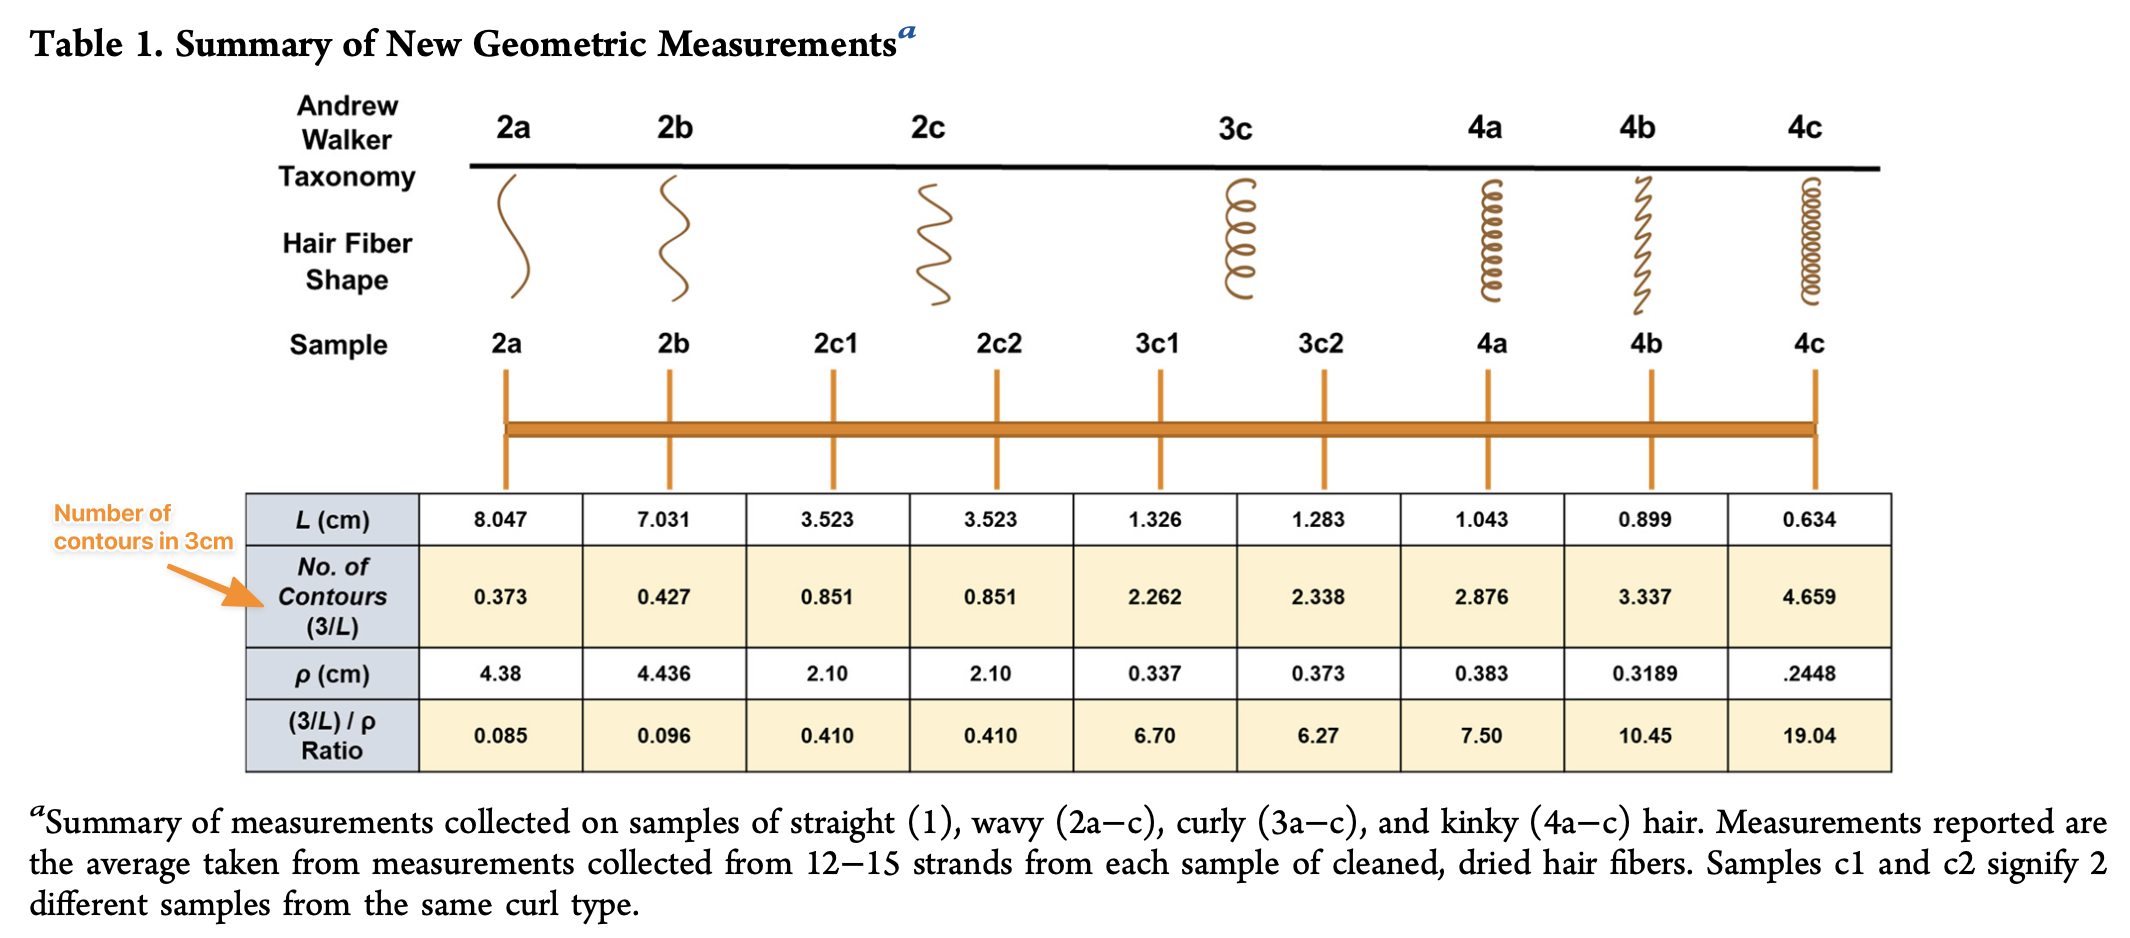 Table 1. Summary of New Geometric Measurementsa
Andrew
Walker
Taxonomy
2a 2b 2c 3c 4a 4b 4c
Hair Fiber
Shape
Sample 2a 2b 2c1 2c2 3c1 3c2 4a 4b 4c
Number of
contours in 3cm
L (cm) 8.047 7.031 3.523 3.523 1.326 1.283 1.043 0.899 0.634
No. of
Contours
(3/L)
0.373 0.427 0.851 0.851 2.262 2.338 2.876 3.337 4.659
ρ (cm) 4.38 4.436 2.10 2.10 0.337 0.373 0.383 0.3189 .2448
(3/L) / ρ
Ratio
0.085 0.096 0.410 0.410 6.70 6.27 7.50 10.45 19.04
aSummary of measurements collected on samples of straight (1), wavy (2a−c), curly (3a−c), and kinky (4a−c) hair. Measurements reported are
the average taken from measurements collected from 12−15 strands from each sample of cleaned, dried hair fibers. Samples c1 and c2 signify 2
different samples from the same curl type.